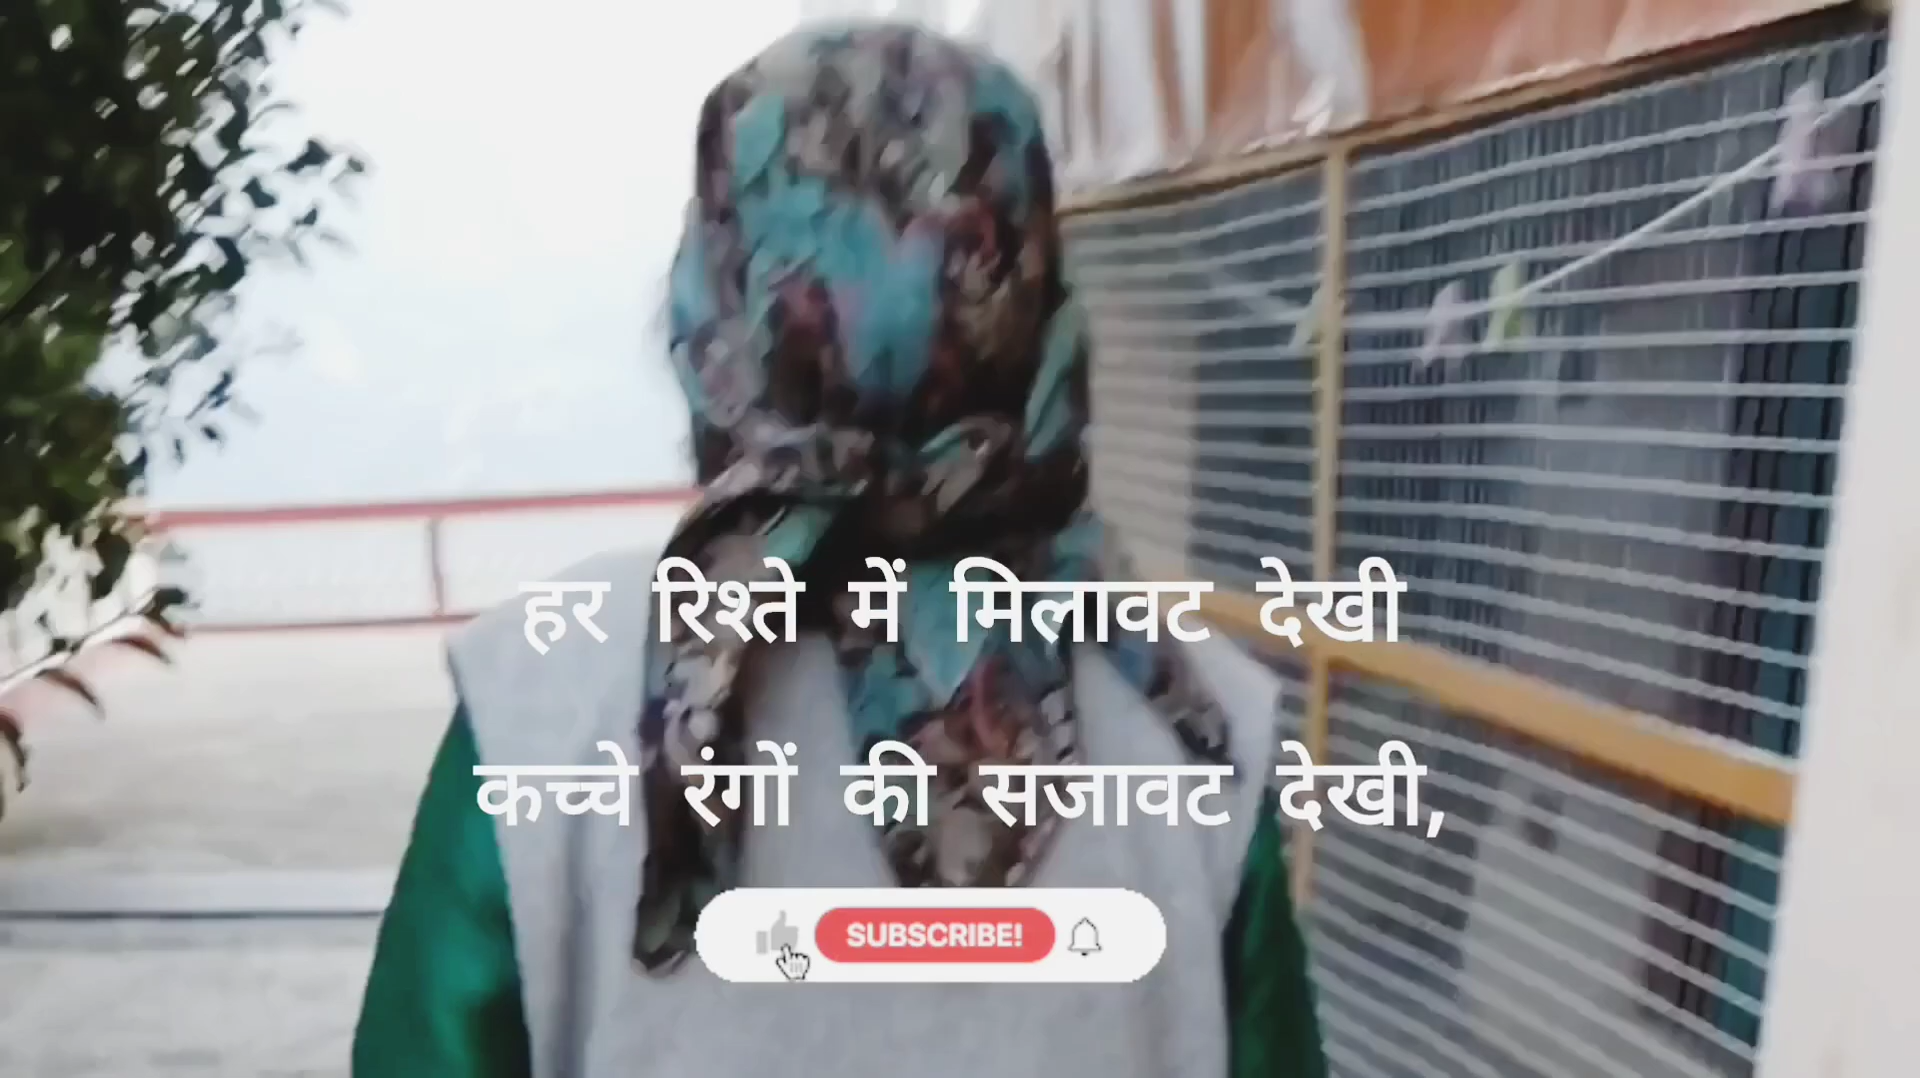 हर रिश्ते में मिलावट देखी
कच्चे रंगों की सजावट देखी,
SUBSCRIBE!